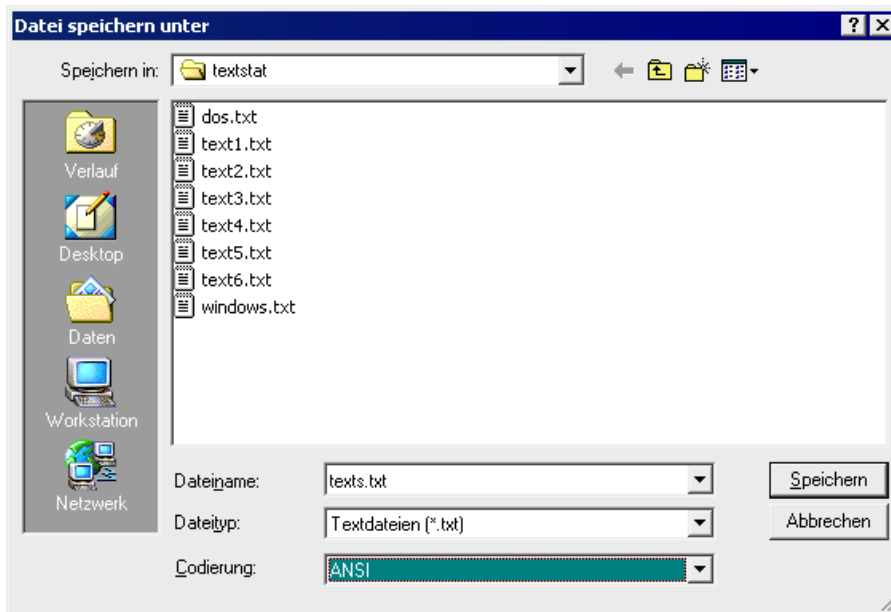 Datei speichern unter
Speichern in: textstat
Verlauf
Desktop
Daten
Workstation
Netzwerk
dos.txt
text1.txt
text2.txt
text3.txt
text4.txt
text5.txt
text6.txt
windows.txt
Dateiname: texts.txt Speichern
Dateityp: Textdateien (*.txt) Abbrechen
Codierung: ANSI